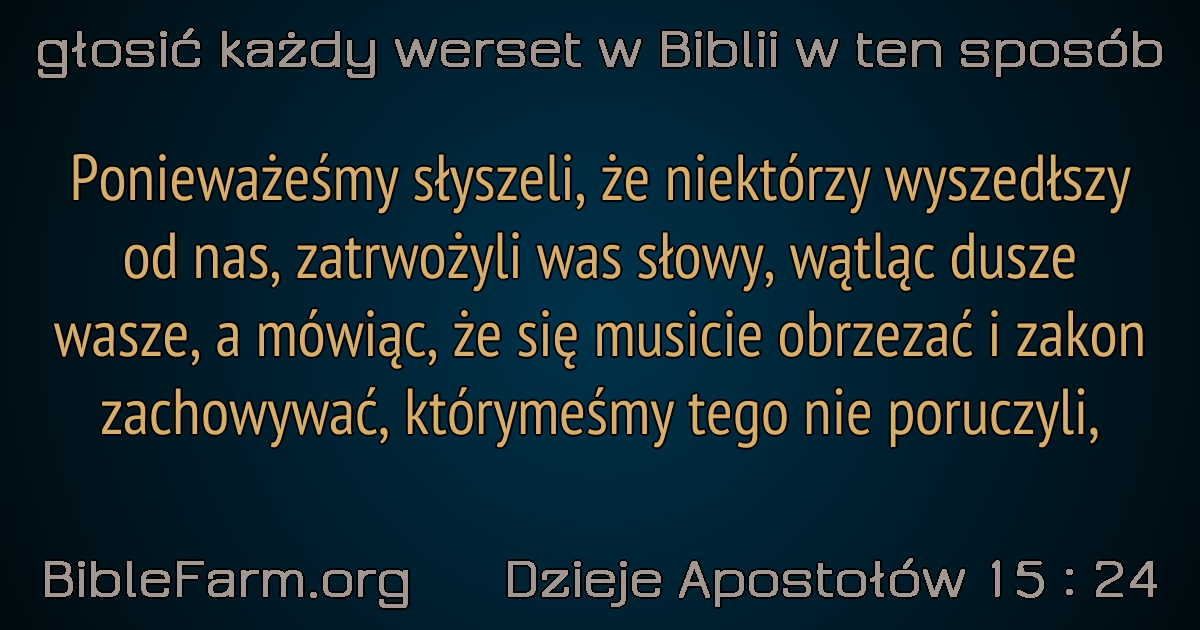 głosić każdy werset w Biblii w ten sposób
Ponieważeśmy słyszeli, że niektórzy wyszedłszy
od nas, zatrwożyli was słowy, wątląc dusze
wasze, a mówiąc, że się musicie obrzezać i zakon
zachowywać, którymeśmy tego nie poruczyli,
BibleFarm.org Dzieje Apostołów 15 : 24